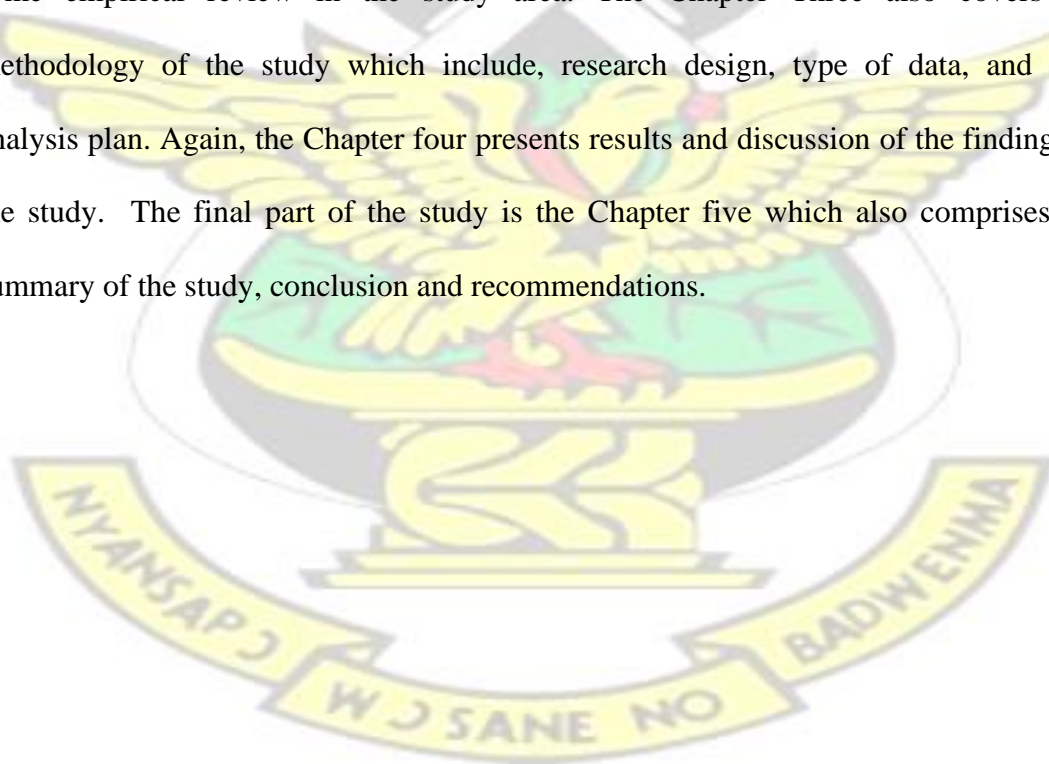 empirical review in the study area. The Chapter Three also covers
ethodology of the study which include, research design, type of data, and
nalysis plan. Again, the Chapter four presents results and discussion of the finding
e study. The final part of the study is the Chapter five which also comprises
ummary of the study, conclusion and recommendations.
NYANSAPƆ
WƆ SANE NO
BADWENMA